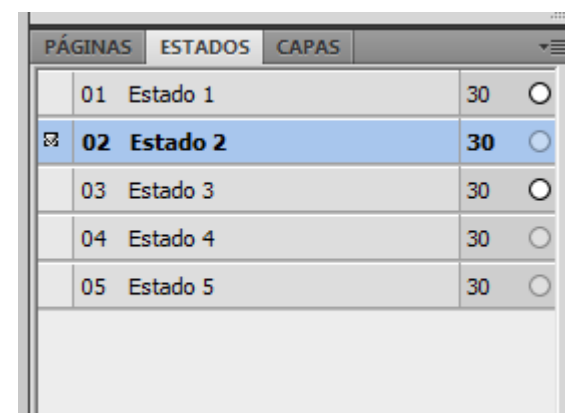 PÁGINAS ESTADOS CAPAS
01 Estado 1 30
02 Estado 2 30
03 Estado 3 30
04 Estado 4 30
05 Estado 5 30